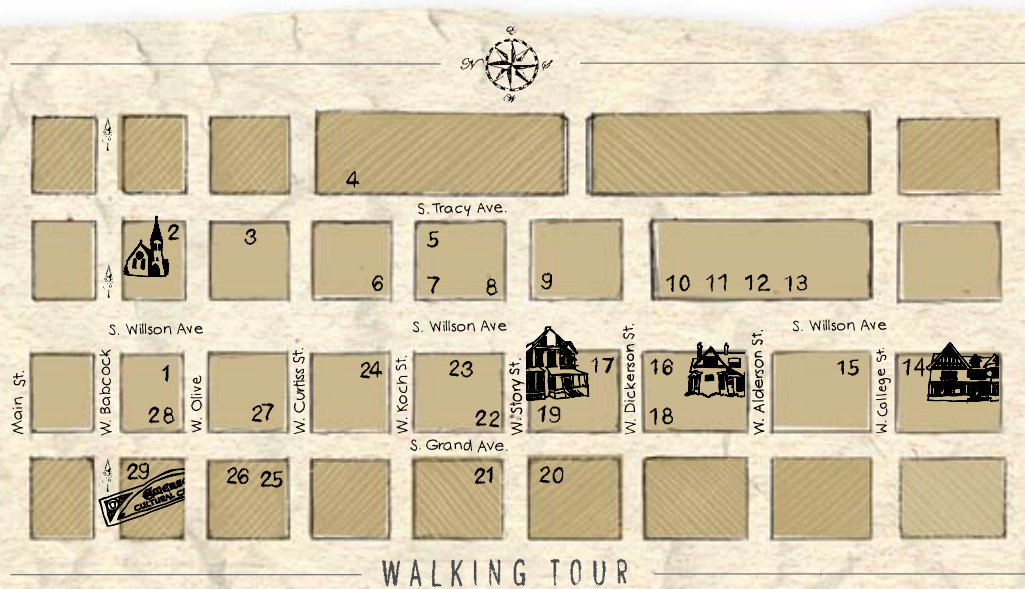 E
N S
W
4
S. Tracy Ave.
2 3 5
6 7 8 9 10 11 12 13
S. Willson Ave S. Willson Ave S. Willson Ave
Main St.
W. Babcock
W. Olive
W. Curtiss St.
W. Koch St.
W. Story St.
W. Dickerson St.
W. Alderson St.
W. College St.
1 24 23 17 16 15 14
28 27 22 19 18
S. Grand Ave.
29 26 25 21 20
Emerson
CULTURAL C
WALKING TOUR